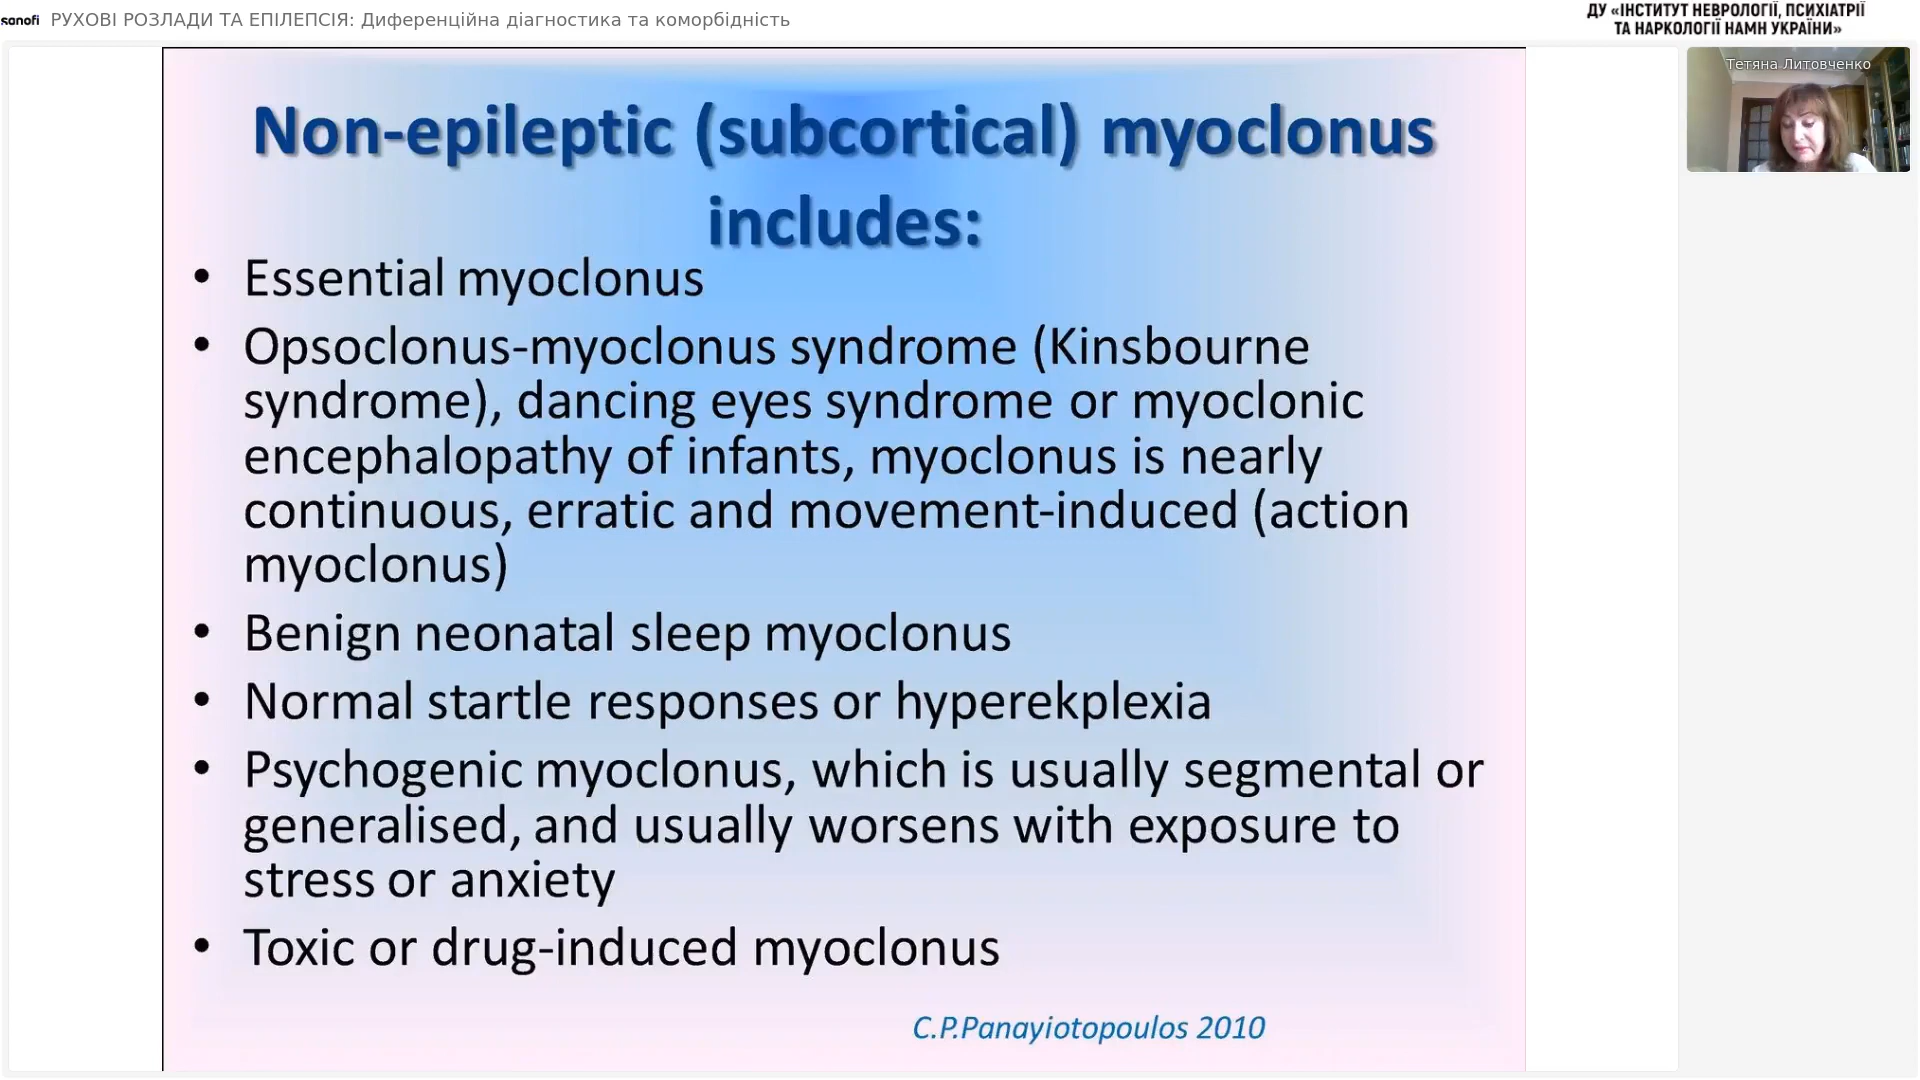 sanofi РУХОВІ РОЗЛАДИ ТА ЕПІЛЕПСІЯ: Диференційна діагностика та коморбідність
ДУ «ІНСТИТУТ НЕВРОЛОГІЇ, ПСИХІАТРІЇ
ТА НАРКОЛОГІЇ НАМН УКРАЇНИ»
Тетяна Литовченко
Non-epileptic (subcortical) myoclonus
includes:
• Essential myoclonus
• Opsoclonus-myoclonus syndrome (Kinsbourne
syndrome), dancing eyes syndrome or myoclonic
encephalopathy of infants, myoclonus is nearly
continuous, erratic and movement-induced (action
myoclonus)
• Benign neonatal sleep myoclonus
• Normal startle responses or hyperekplexia
• Psychogenic myoclonus, which is usually segmental or
generalised, and usually worsens with exposure to
stress or anxiety
• Toxic or drug-induced myoclonus
C.P.Panayiotopoulos 2010